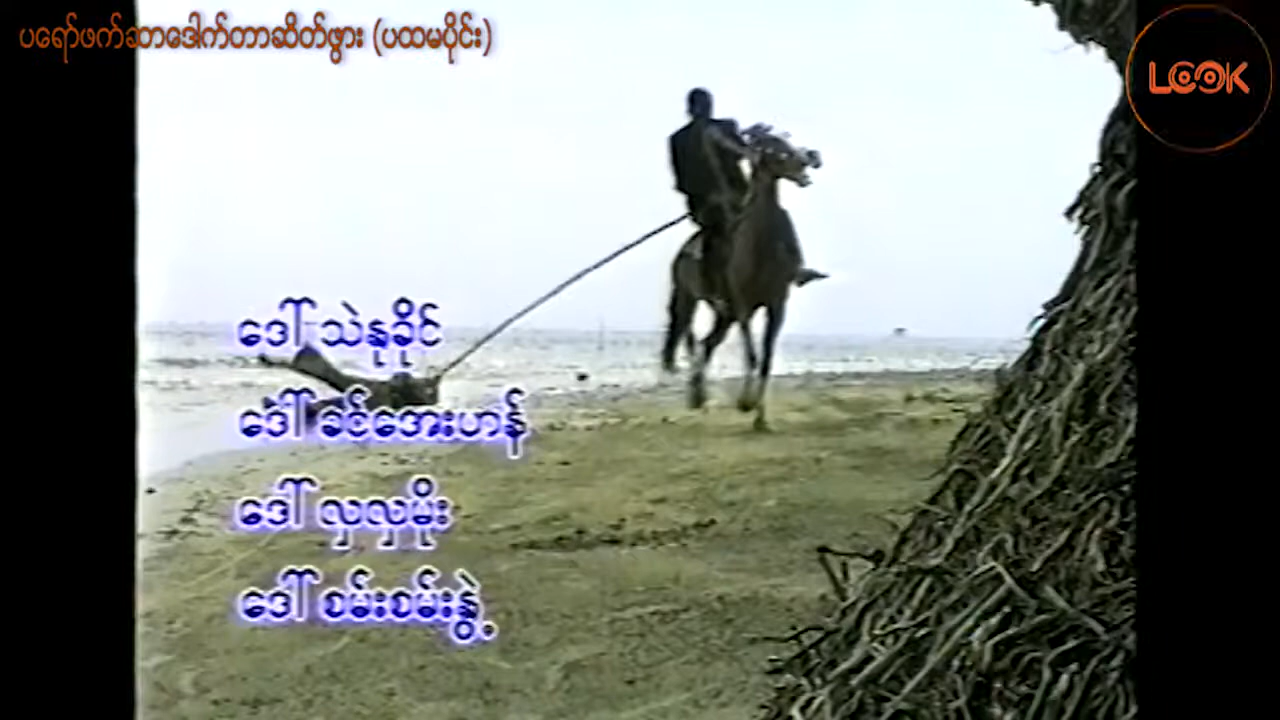 ပရော်ဖက်ဆာဒေါက်တာဆိတ်ဖွား (ပထမပိုင်း)
LOOK
ဒေါ် သဲနုခိုင်
ဒေါ် ခင်အေးဟန်
ဒေါ် လှလှမိုး
ဒေါ် စမ်းစမ်းနွဲ့